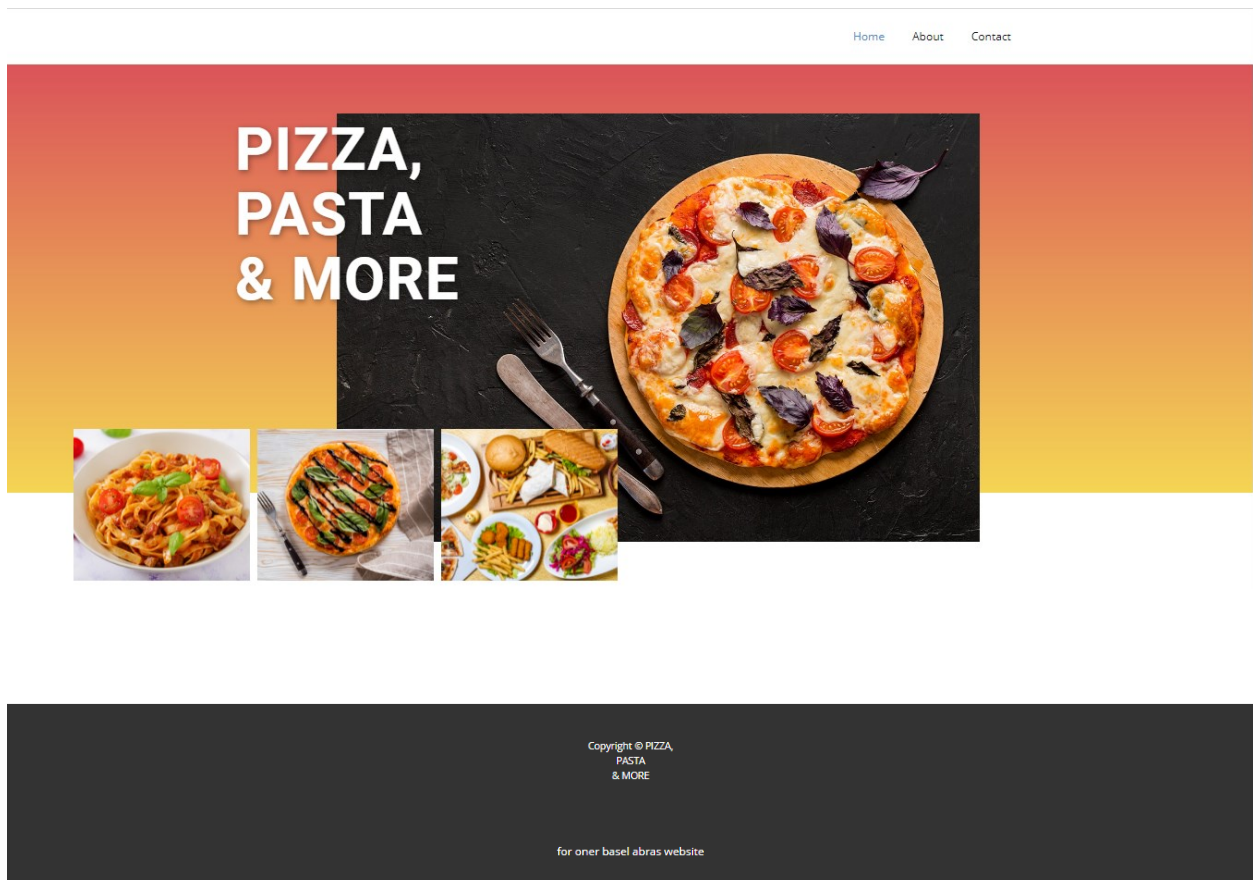 Home About Contact
PIZZA,
PASTA
& MORE
Copyright © PIZZA,
PASTA
& MORE
for oner basel abras website